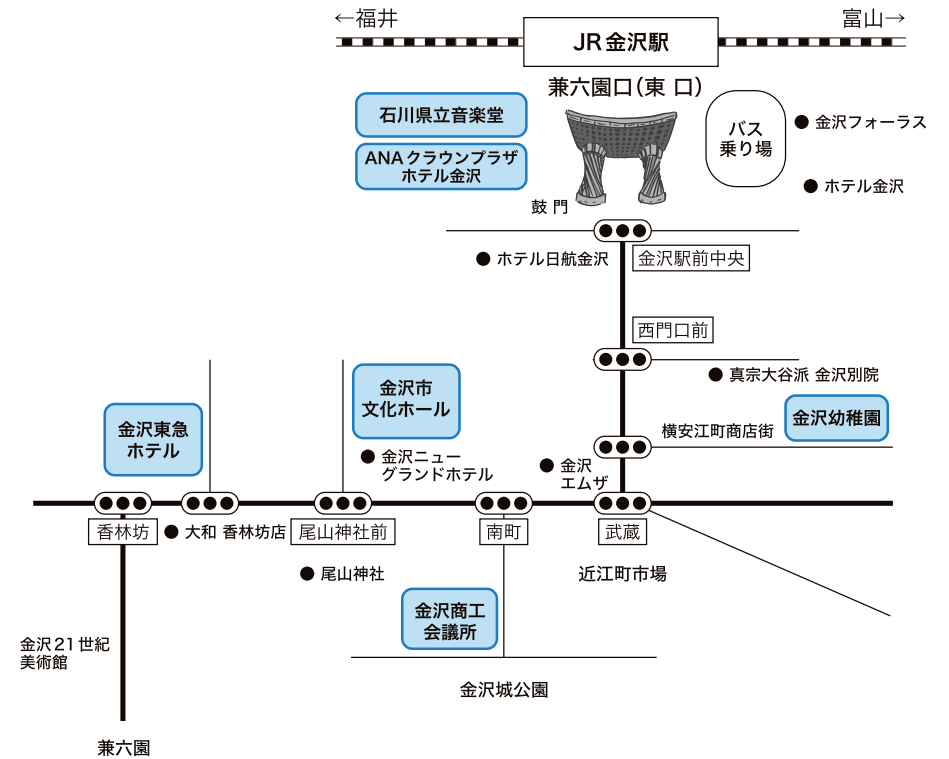 ←福井
富山→
JR金沢駅
兼六園口（東 口）
石川県立音楽堂
ANAクラウンプラザ
ホテル金沢
バス
乗り場
金沢フォーラス
ホテル金沢
鼓 門
ホテル日航金沢
金沢駅前中央
西門口前
真宗大谷派 金沢別院
金沢市
文化ホール
金沢幼稚園
横安江町商店街
金沢東急
ホテル
金沢ニュー
グランドホテル
金沢
エムザ
香林坊
大和 香林坊店
尾山神社前
南町
武蔵
尾山神社
近江町市場
金沢商工
会議所
金沢21世紀
美術館
金沢城公園
兼六園